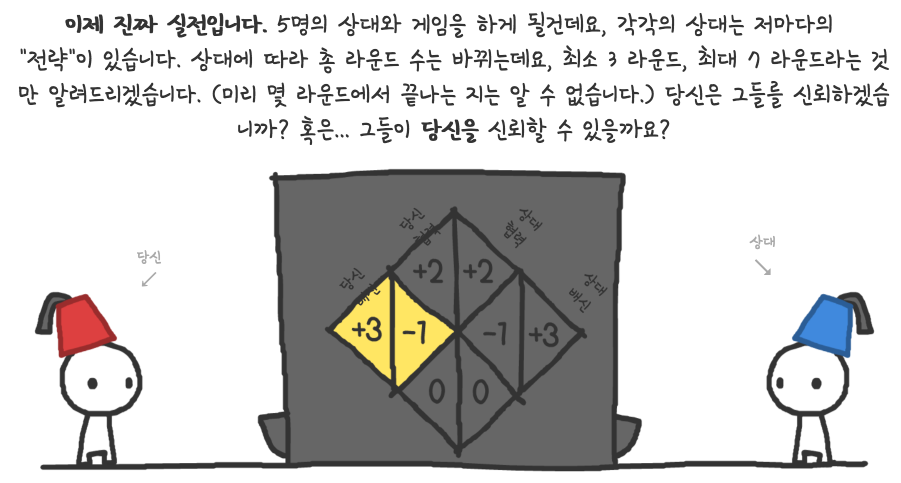 이제 진짜 실전입니다. 5명의 상대와 게임을 하게 될건데요, 각각의 상대는 저마다의
"전략"이 있습니다. 상대에 따라 총 라운드 수는 바뀌는데요, 최소 3 라운드, 최대 7 라운드라는 것
만 알려드리겠습니다. (미리 몇 라운드에서 끝나는 지는 알 수 없습니다.) 당신은 그들를 신뢰하겠습
니까? 혹은... 그들이 당신을 신뢰할 수 있을까요?
당신
협력
상대
협력
당신
↙
상대
↘
당신
배신
상대
배신
+2 +2
+3 -1 -1 +3
0 0